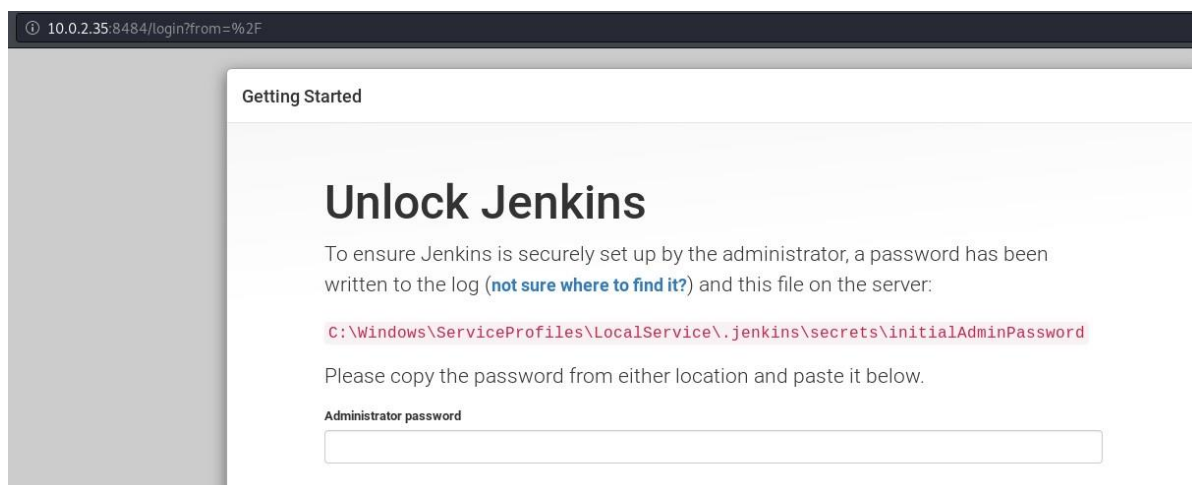 10.0.2.35:8484/login?from=%2F
Getting Started
Unlock Jenkins
To ensure Jenkins is securely set up by the administrator, a password has been
written to the log (not sure where to find it?) and this file on the server:
C:\Windows\ServiceProfiles\LocalService\.jenkins\secrets\initialAdminPassword
Please copy the password from either location and paste it below.
Administrator password